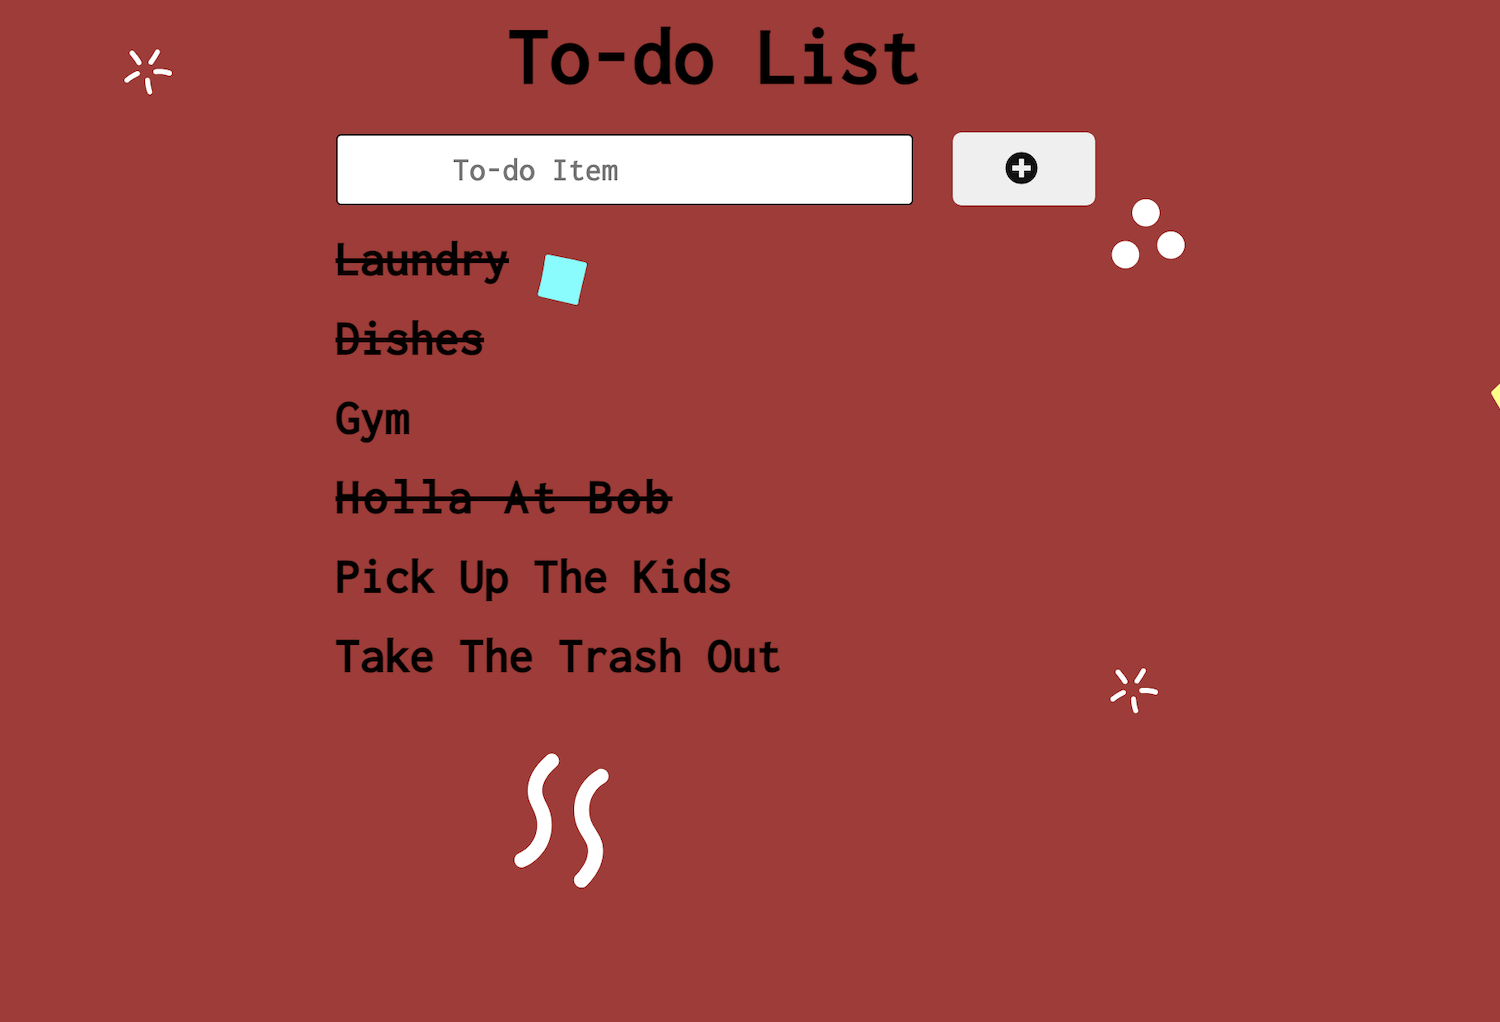 To-do List
To-do Item
Laundry
Dishes
Gym
Holla At Bob
Pick Up The Kids
Take The Trash Out